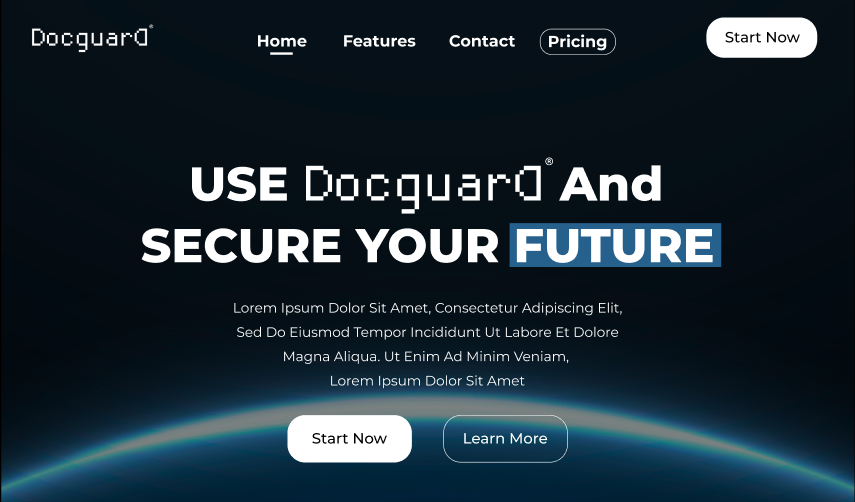 Docguard®
Home Features Contact Pricing Start Now
USE Docguard® And
SECURE YOUR FUTURE
Lorem Ipsum Dolor Sit Amet, Consectetur Adipiscing Elit,
Sed Do Eiusmod Tempor Incididunt Ut Labore Et Dolore
Magna Aliqua. Ut Enim Ad Minim Veniam,
Lorem Ipsum Dolor Sit Amet
Start Now Learn More